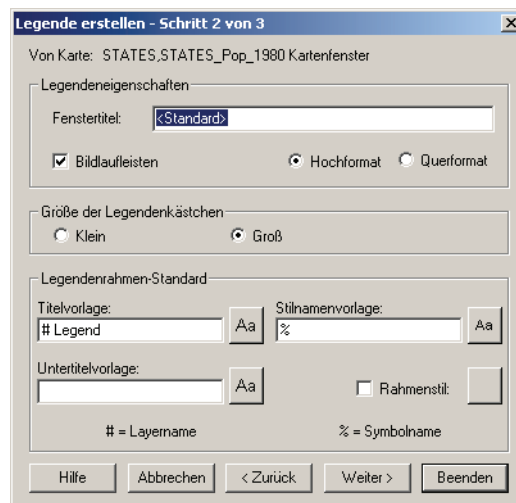 Legende erstellen - Schritt 2 von 3
Von Karte: STATES,STATES_Pop_1980 Kartenfenster
Legendeneigenschaften
Fenstertitel: <Standard>
Bildlaufleisten Hochformat Querformat
Größe der Legendenkästchen
Klein Groß
Legendenrahmen-Standard
Titelvorlage: Stilnamenvorlage:
# Legend Aa % Aa
Untertitelvorlage:
Aa Rahmenstil:
# = Layername % = Symbolname
Hilfe Abbrechen < Zurück Weiter > Beenden